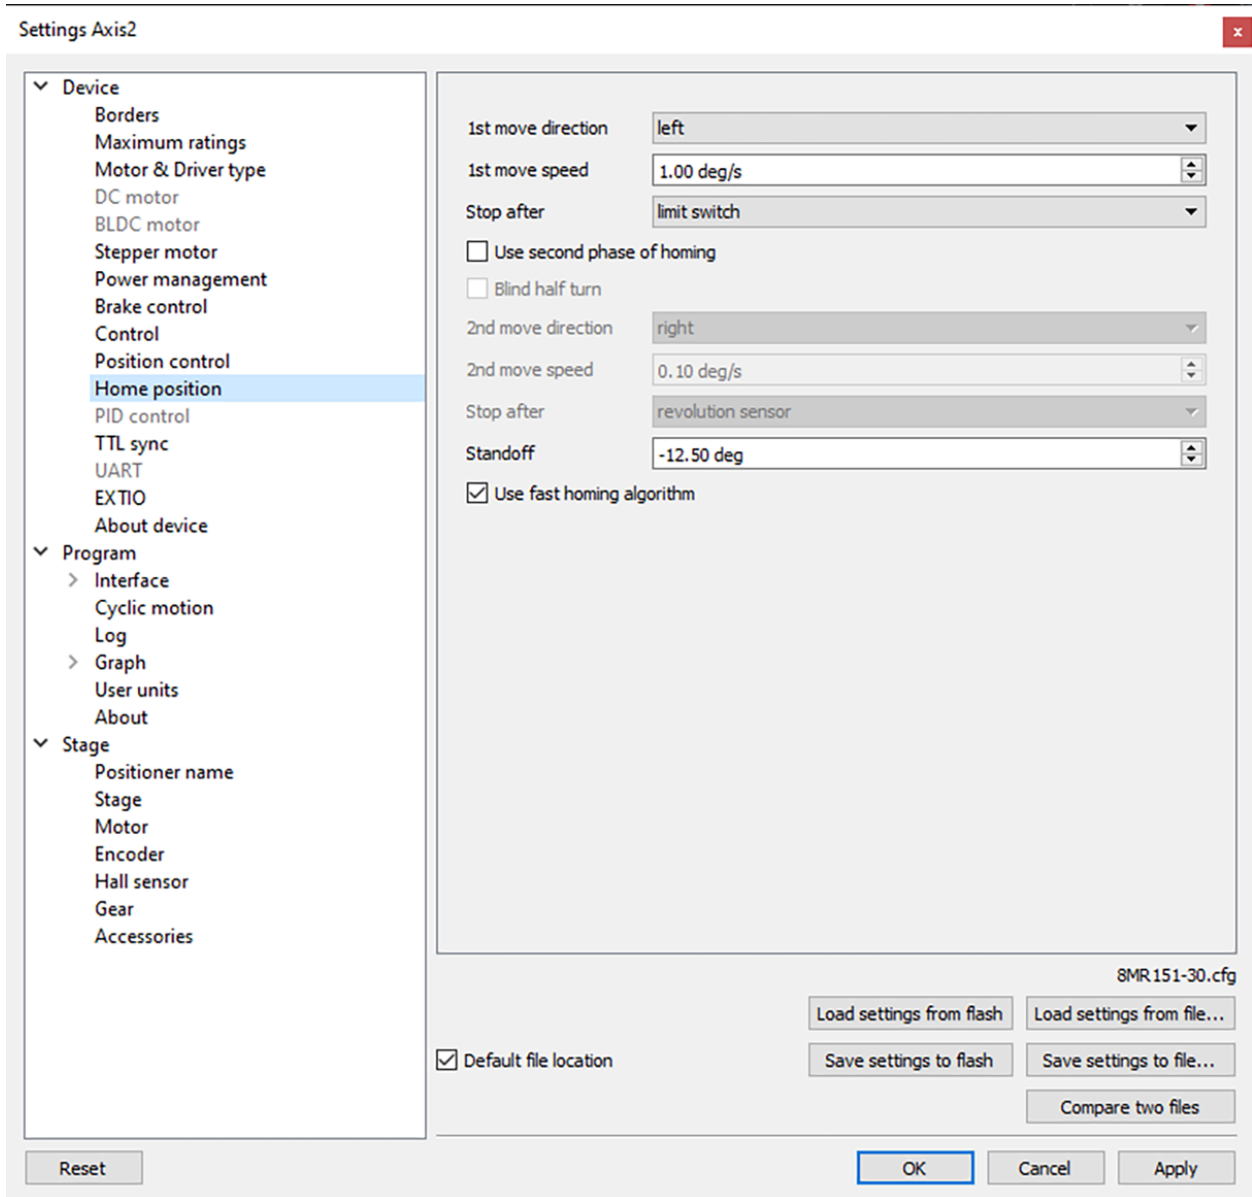 Settings Axis2
x
Device
Borders
Maximum ratings
Motor & Driver type
DC motor
BLDC motor
Stepper motor
Power management
Brake control
Control
Position control
Home position
PID control
TTL sync
UART
EXTIO
About device
Program
Interface
Cyclic motion
Log
Graph
User units
About
Stage
Positioner name
Stage
Motor
Encoder
Hall sensor
Gear
Accessories
1st move direction left
1st move speed 1.00 deg/s
Stop after limit switch
Use second phase of homing
Blind half turn
2nd move direction right
2nd move speed 0.10 deg/s
Stop after revolution sensor
Standoff -12.50 deg
Use fast homing algorithm
8MR151-30.cfg
Load settings from flash Load settings from file...
Default file location Save settings to flash Save settings to file...
Compare two files
Reset OK Cancel Apply